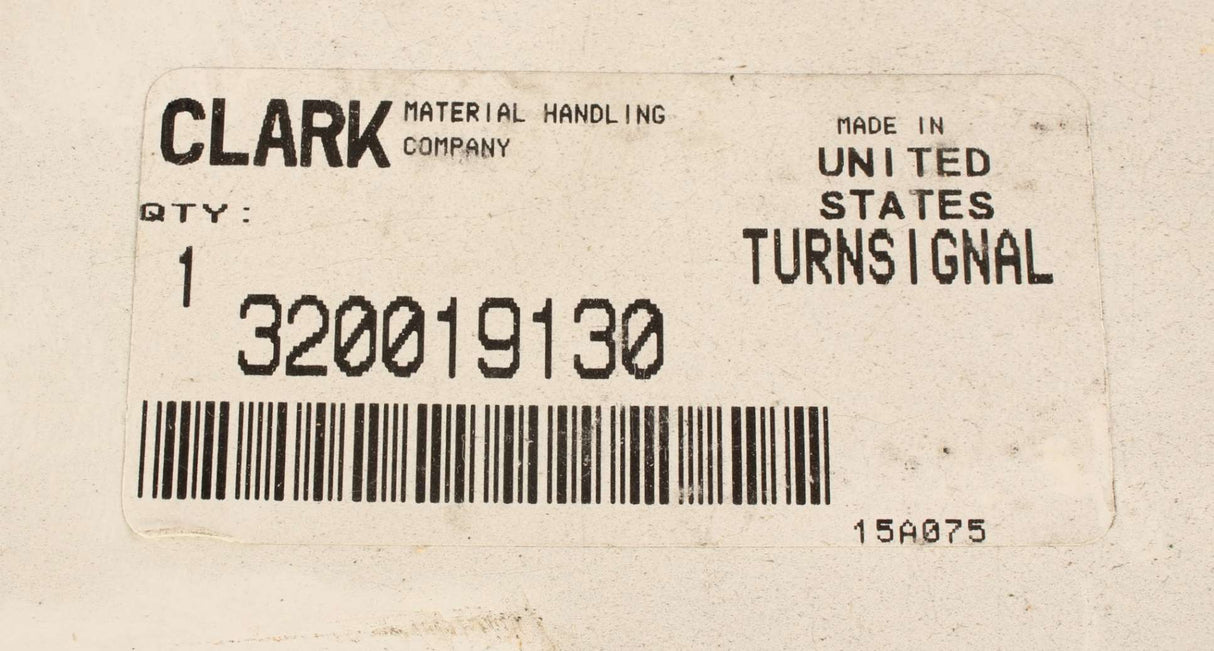 CLARK MATERIAL HANDLING
COMPANY
MADE IN
UNITED
STATES
TURNSIGNAL
QTY:
1
320019130
15A075